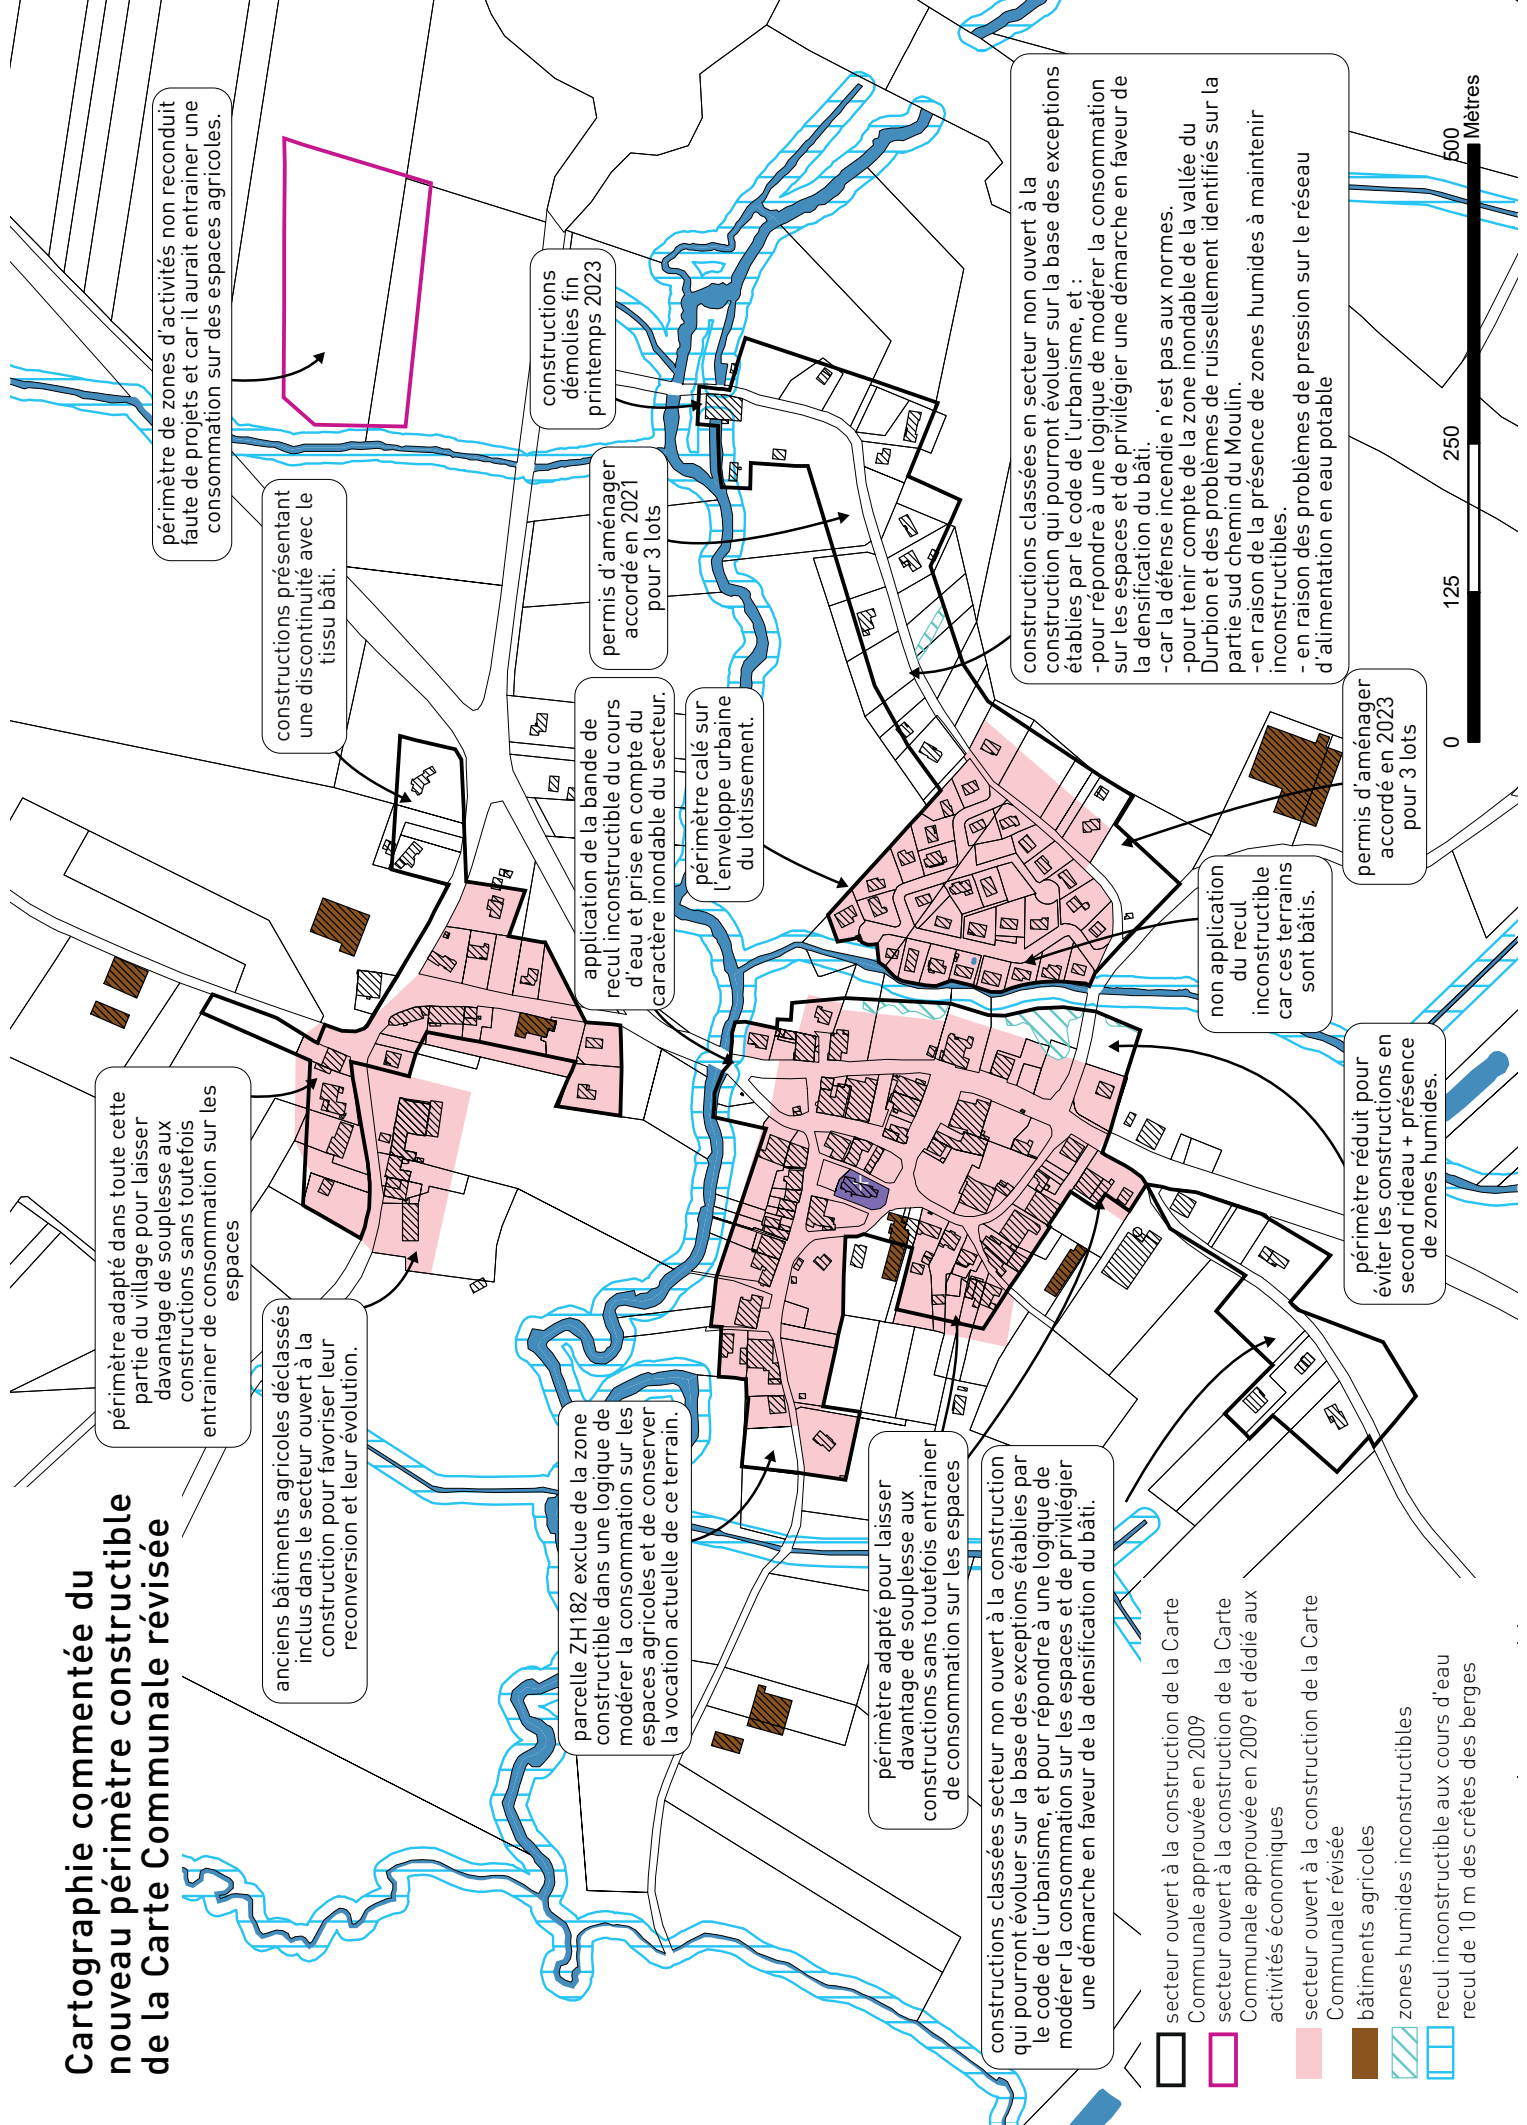 Cartographie commentée du
nouveau périmètre constructible
de la Carte Communale révisée
périmètre adapté dans toute cette
partie du village pour laisser
davantage de souplesse aux
constructions sans toutefois
entrainer de consommation sur les
espaces
anciens bâtiments agricoles déclassés
inclus dans le secteur ouvert à la
construction pour favoriser leur
reconversion et leur évolution.
périmètre de zones d'activités non reconduit
faute de projets et car il aurait entrainer une
consommation sur des espaces agricoles.
constructions présentant
une discontinuité avec le
tissu bâti.
constructions
démolies fin
printemps 2023
permis d'aménager
accordé en 2021
pour 3 lots
application de la bande de
recul inconstructible du cours
d'eau et prise en compte du
caractère inondable du secteur.
périmètre calé sur
l'enveloppe urbaine
du lotissement.
parcelle ZH182 exclue de la zone
constructible dans une logique de
modérer la consommation sur les
espaces agricoles et de conserver
la vocation actuelle de ce terrain.
périmètre adapté pour laisser
davantage de souplesse aux
constructions sans toutefois entrainer
de consommation sur les espaces
constructions classées secteur non ouvert à la construction
qui pourront évoluer sur la base des exceptions établies par
le code de l'urbanisme, et pour répondre à une logique de
modérer la consommation sur les espaces et de privilégier
une démarche en faveur de la densification du bâti.
constructions classées en secteur non ouvert à la
construction qui pourront évoluer sur la base des exceptions
établies par le code de l'urbanisme, et :
-pour répondre à une logique de modérer la consommation
sur les espaces et de privilégier une démarche en faveur de
la densification du bâti.
-car la défense incendie n'est pas aux normes.
-pour tenir compte de la zone inondable de la vallée du
Durbion et des problèmes de ruissellement identifiés sur la
partie sud chemin du Moulin.
-en raison de la présence de zones humides à maintenir
inconstructibles.
- en raison des problèmes de pression sur le réseau
d'alimentation en eau potable
non application
du recul
inconstructible
car ces terrains
sont bâtis.
permis d'aménager
accordé en 2023
pour 3 lots
périmètre réduit pour
éviter les constructions en
second rideau + présence
de zones humides.
secteur ouvert à la construction de la Carte
Communale approuvée en 2009
secteur ouvert à la construction de la Carte
Communale approuvée en 2009 et dédié aux
activités économiques
secteur ouvert à la construction de la Carte
Communale révisée
bâtiments agricoles
zones humides inconstructibles
recul inconstructible aux cours d'eau
recul de 10 m des crêtes des berges
0 125 250 500
Mètres